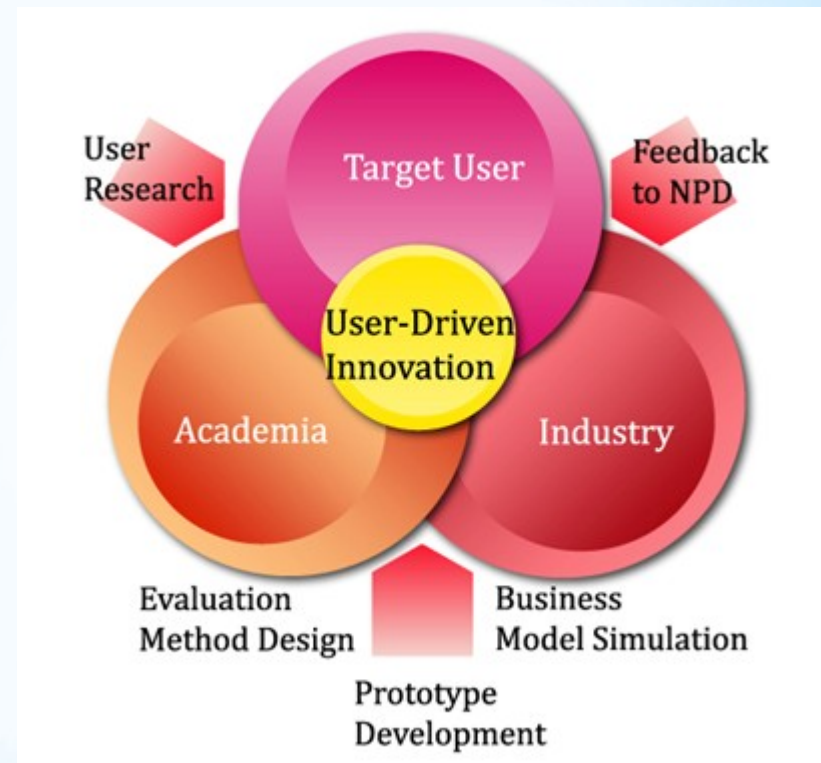 User
Research
Target User
Feedback
to NPD
User-Driven
Innovation
Academia
Industry
Evaluation
Method Design
Business
Model Simulation
Prototype
Development